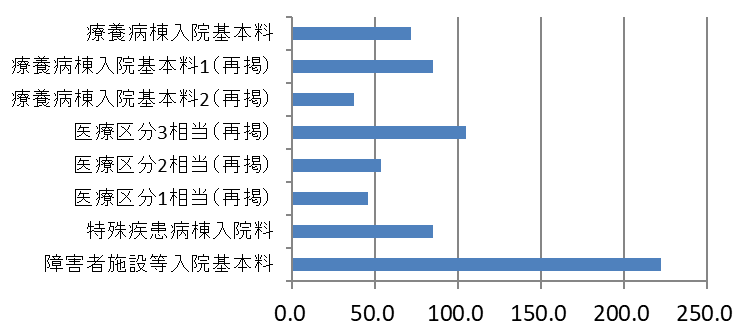 療養病棟入院基本料
療養病棟入院基本料1(再掲)
療養病棟入院基本料2(再掲)
医療区分3相当(再掲)
医療区分2相当(再掲)
医療区分1相当(再掲)
特殊疾患病棟入院料
障害者施設等入院基本料
0.0 50.0 100.0 150.0 200.0 250.0